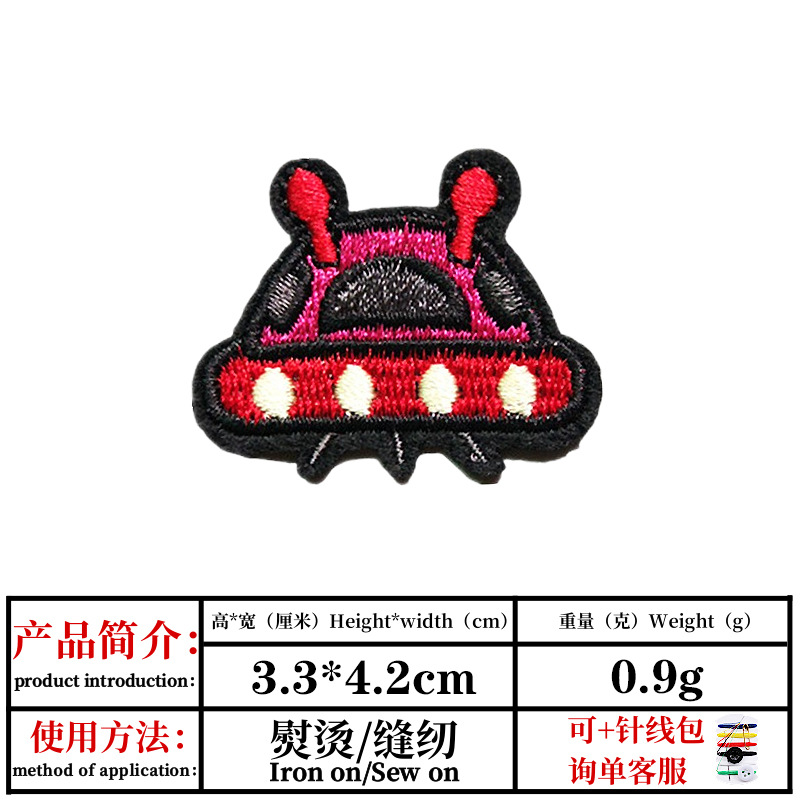 产品简介:
product introduction:
高*宽（厘米）Height*width（cm）
3.3*4.2cm
重量（克）Weight（g）
0.9g
使用方法:
method of application:
熨烫/缝纫
Iron on/Sew on
可+针线包
询单客服